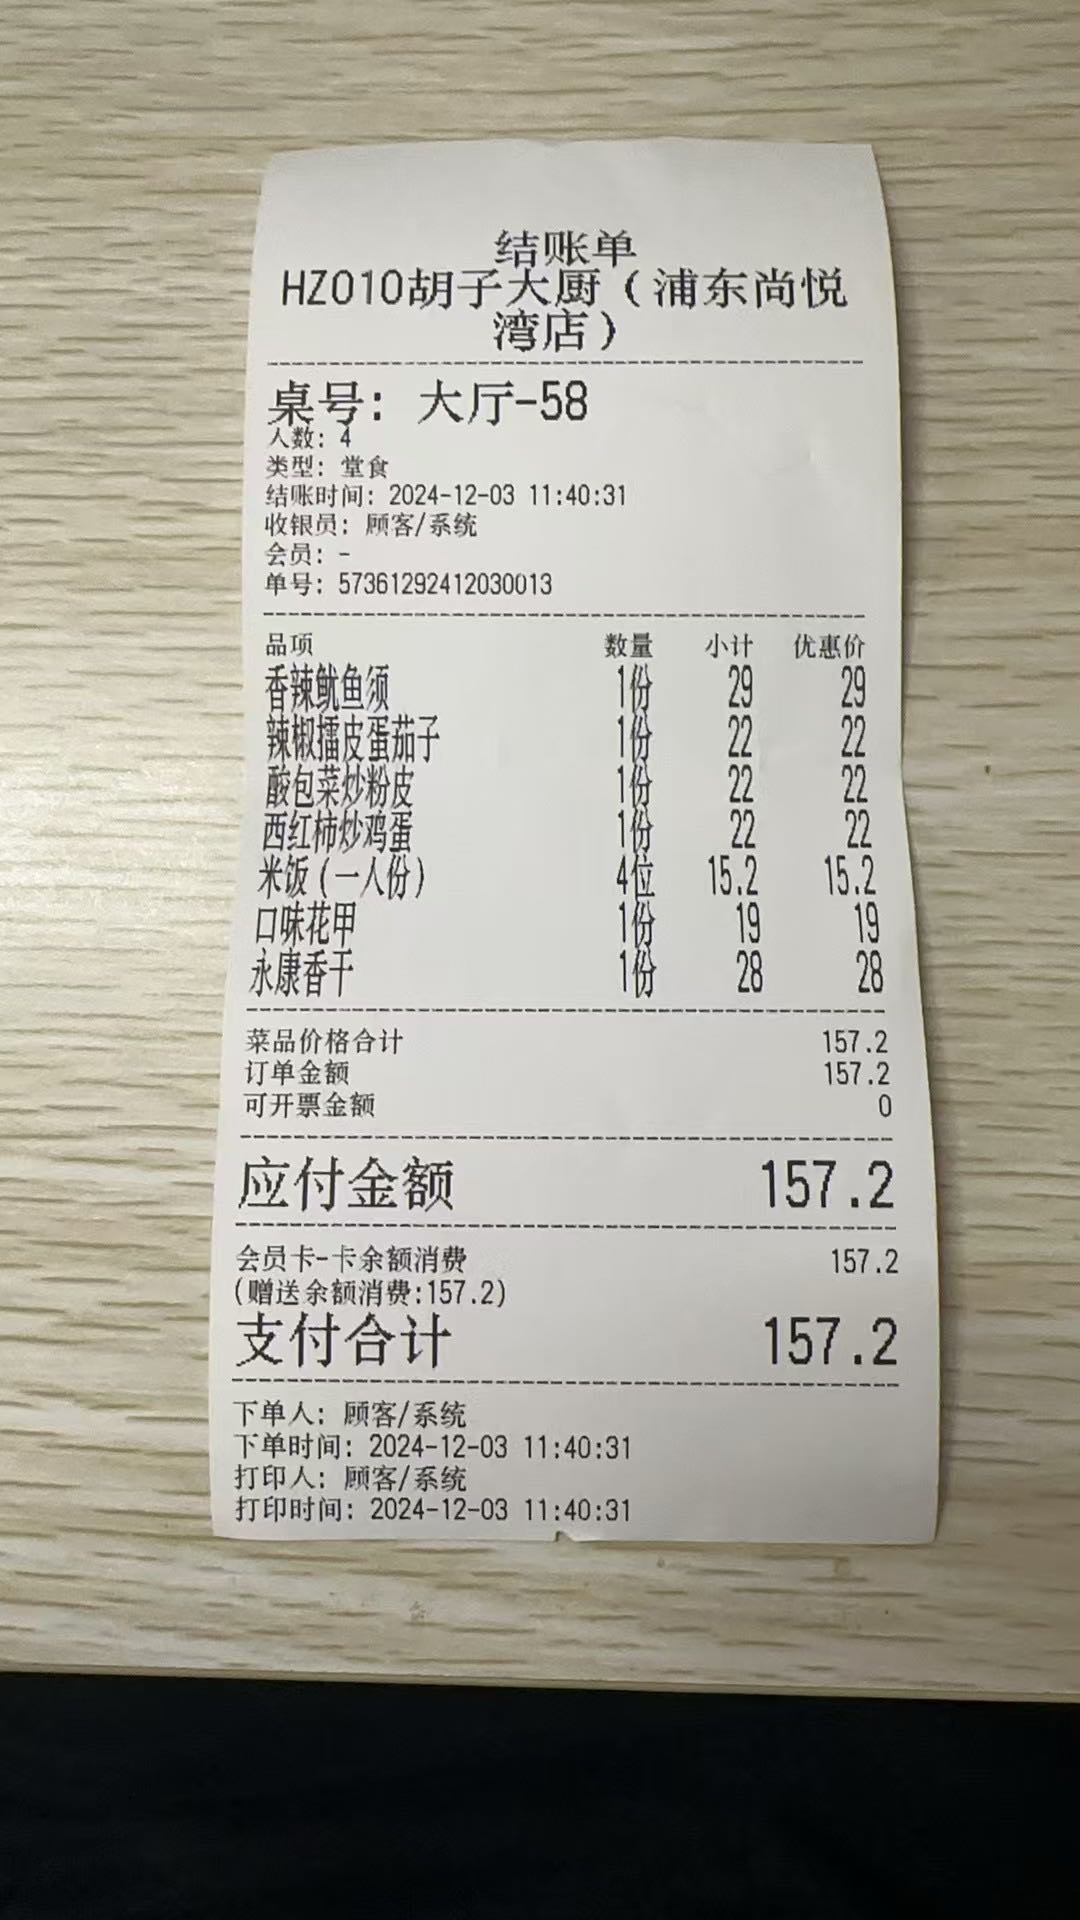 结账单
HZ010胡子大厨（浦东尚悦
湾店）
桌号: 大厅-58
人数: 4
类型: 堂食
结账时间: 2024-12-03 11:40:31
收银员: 顾客/系统
会员: -
单号: 573612924120300​13
品项 数量 小计 优惠价
香辣鱿鱼须 1份 29 29
辣椒擂皮蛋茄子 1份 22 22
酸包菜炒粉皮 1份 22 22
西红柿炒鸡蛋 1份 22 22
米饭（一人份） 4位 15.2 15.2
口味花甲 1份 19 19
永康香干 1份 28 28
菜品价格合计 157.2
订单金额 157.2
可开票金额 0
应付金额 157.2
会员卡-卡余额消费 157.2
(赠送余额消费:157.2)
支付合计 157.2
下单人: 顾客/系统
下单时间: 2024-12-03 11:40:31
打印人: 顾客/系统
打印时间: 2024-12-03 11:40:31